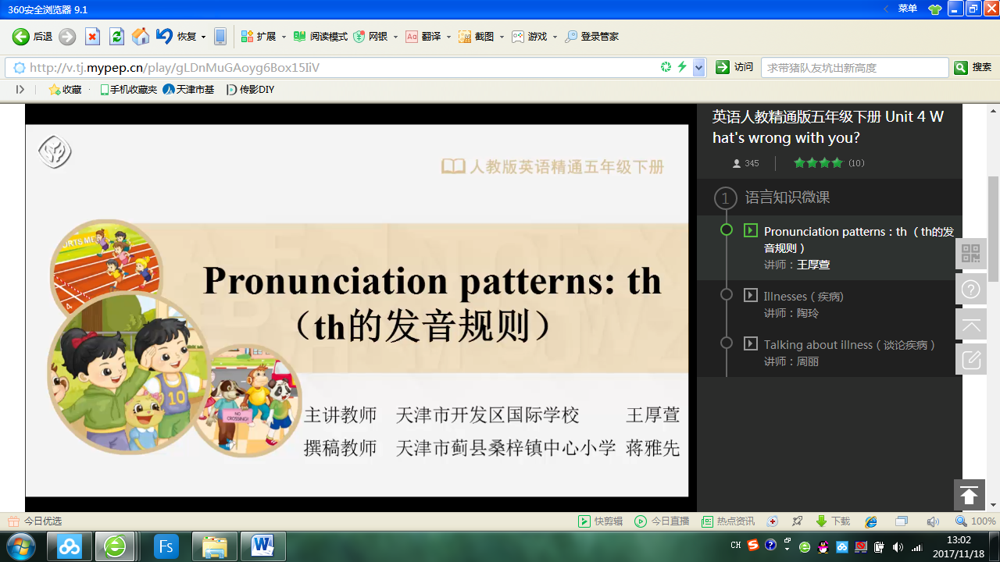 360安全浏览器 9.1
菜单
后退
恢复
扩展
阅读模式
网银
翻译
截图
游戏
登录管家
http://v.tj.mypep.cn/play/gLDnMuGAoyg6Box15IiV
访问
求带猪队友坑出新高度
搜索
收藏
手机收藏夹
天津市基
传影DIY
人教版英语精通五年级下册
Pronunciation patterns: th
（th的发音规则）
主讲教师 天津市开发区国际学校 王厚萱
撰稿教师 天津市蓟县桑梓镇中心小学 蒋雅先
10
4
NO
CROSSING!
英语人教精通版五年级下册 Unit 4 W
hat's wrong with you?
345
(10)
1 语言知识微课
Pronunciation patterns：th （th的发
音规则）
讲师：王厚萱
Illnesses（疾病）
讲师：陶玲
Talking about illness（谈论疾病）
讲师：周丽
今日优选
快剪辑
今日直播
热点资讯
下载
100%
Fs
CH
13:02
2017/11/18